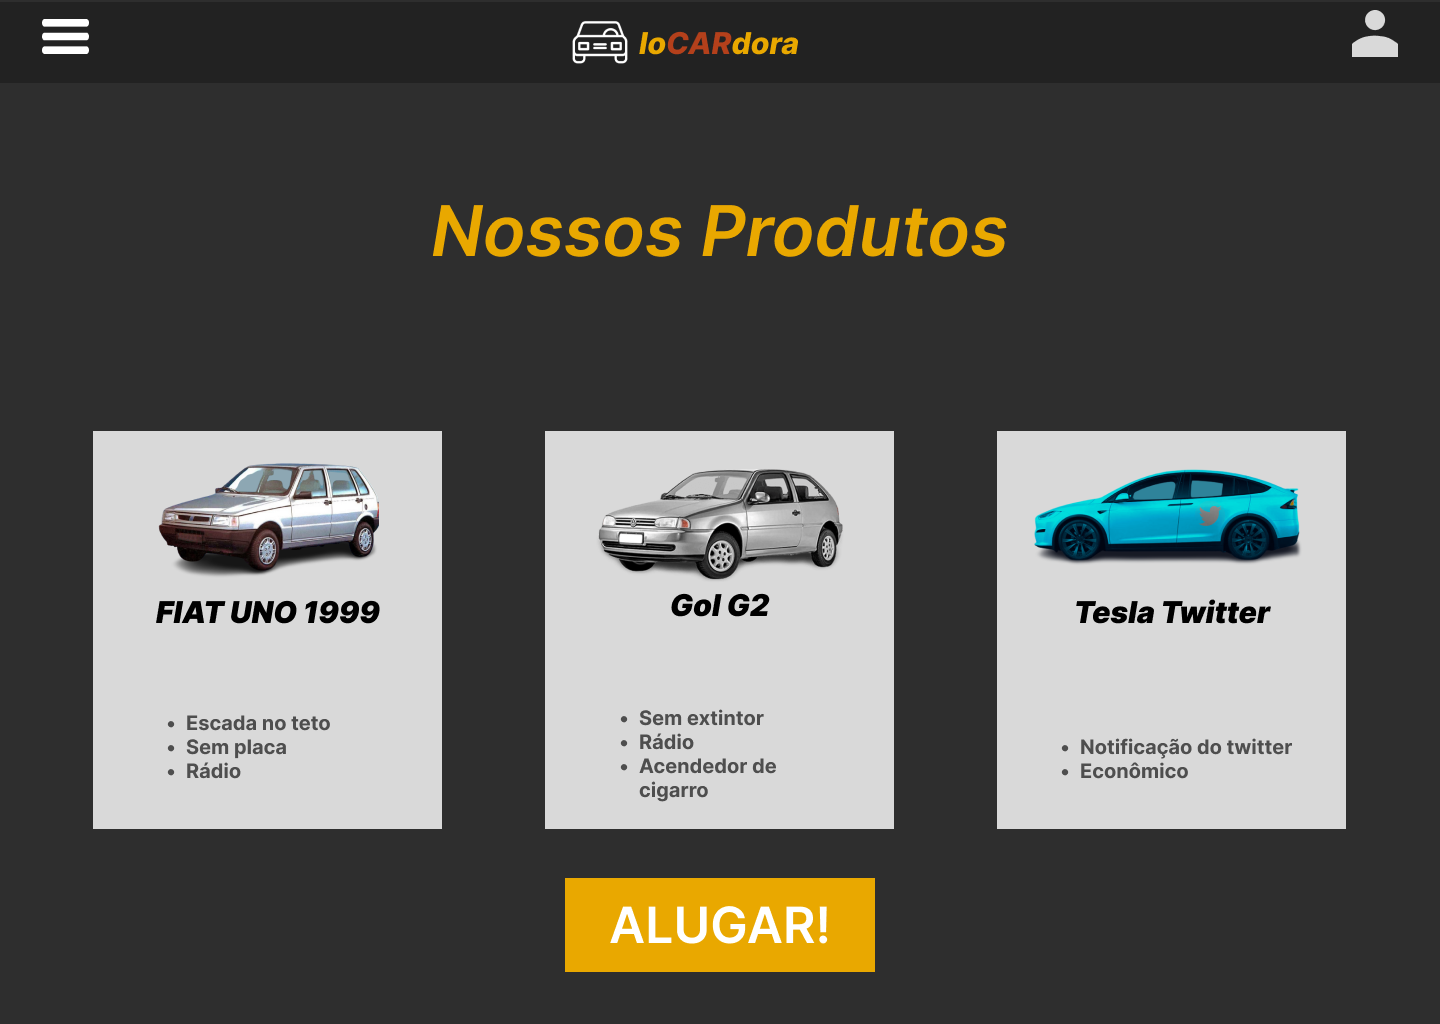 loCARdora
Nossos Produtos
FIAT UNO 1999
• Escada no teto
• Sem placa
• Rádio
Gol G2
• Sem extintor
• Rádio
• Acendedor de
cigarro
Tesla Twitter
• Notificação do twitter
• Econômico
ALUGAR!